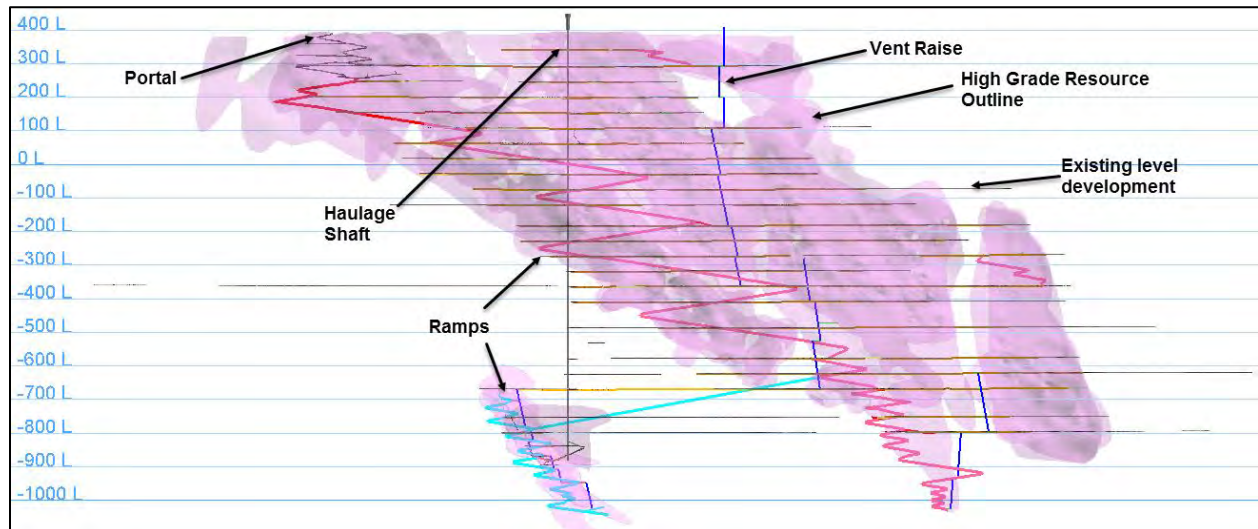 400 L
300 L
200 L
100 L
0 L
-100 L
-200 L
-300 L
-400 L
-500 L
-600 L
-700 L
-800 L
-900 L
-1000 L
Portal
Haulage
Shaft
Ramps
Vent Raise
High Grade Resource
Outline
Existing level
development